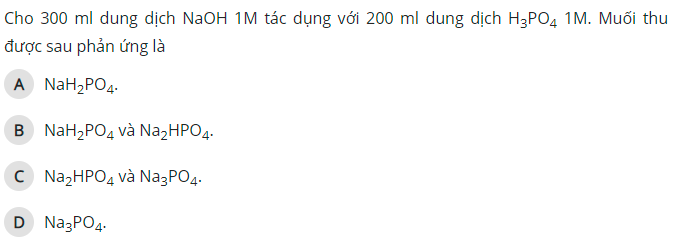 Cho 300 ml dung dịch NaOH 1M tác dụng với 200 ml dung dịch H₃PO₄ 1M. Muối thu
được sau phản ứng là
A NaH₂PO₄.
B NaH₂PO₄ và Na₂HPO₄.
C Na₂HPO₄ và Na₃PO₄.
D Na₃PO₄.